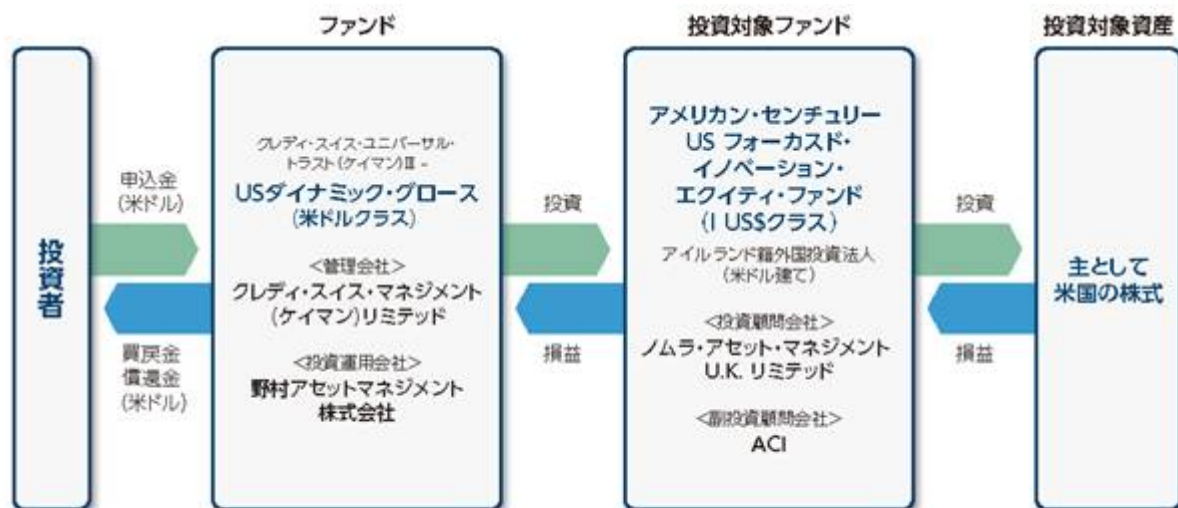 ファンド
投資対象ファンド
投資対象資産
投資者
申込金
(米ドル)
買戻金
償還金
(米ドル)
クレディ・スイス・ユニバーサル・
トラスト(ケイマン)Ⅲ -
USダイナミック・グロース
(米ドルクラス)
<管理会社>
クレディ・スイス・マネジメント
(ケイマン)リミテッド
<投資運用会社>
野村アセットマネジメント
株式会社
投資
損益
アメリカン・センチュリー
US フォーカスド・
イノベーション・
エクイティ・ファンド
(I US$クラス)
アイルランド籍外国投資法人
(米ドル建て)
<投資顧問会社>
ノムラ・アセット・マネジメント
U.K. リミテッド
<副投資顧問会社>
ACI
投資
損益
主として
米国の株式